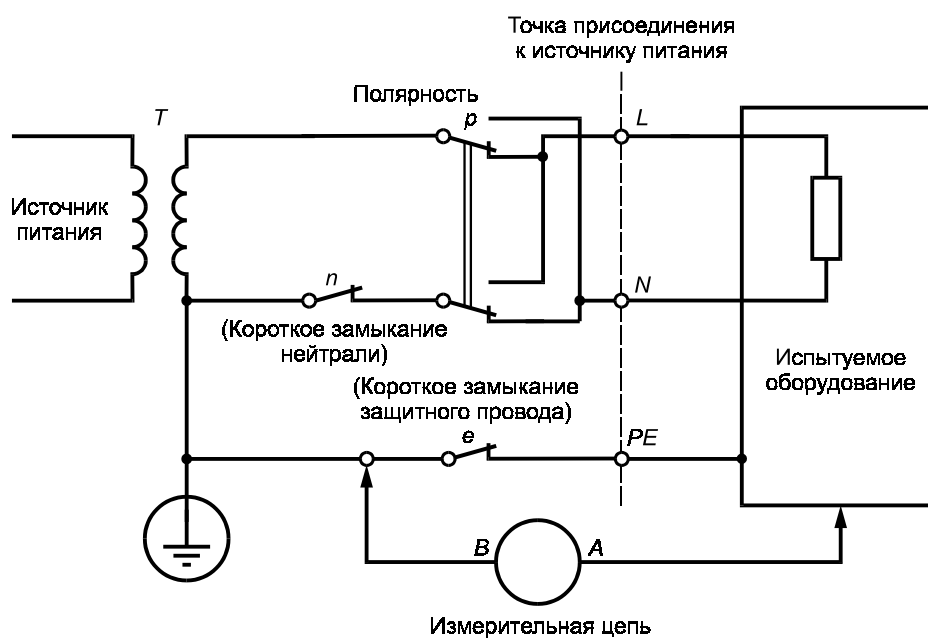 Точка присоединения
к источнику питания
Полярность
T
p
L
Источник
питания
n
N
(Короткое замыкание
нейтрали)
Испытуемое
оборудование
(Короткое замыкание
защитного провода)
e
PE
B
A
Измерительная цепь